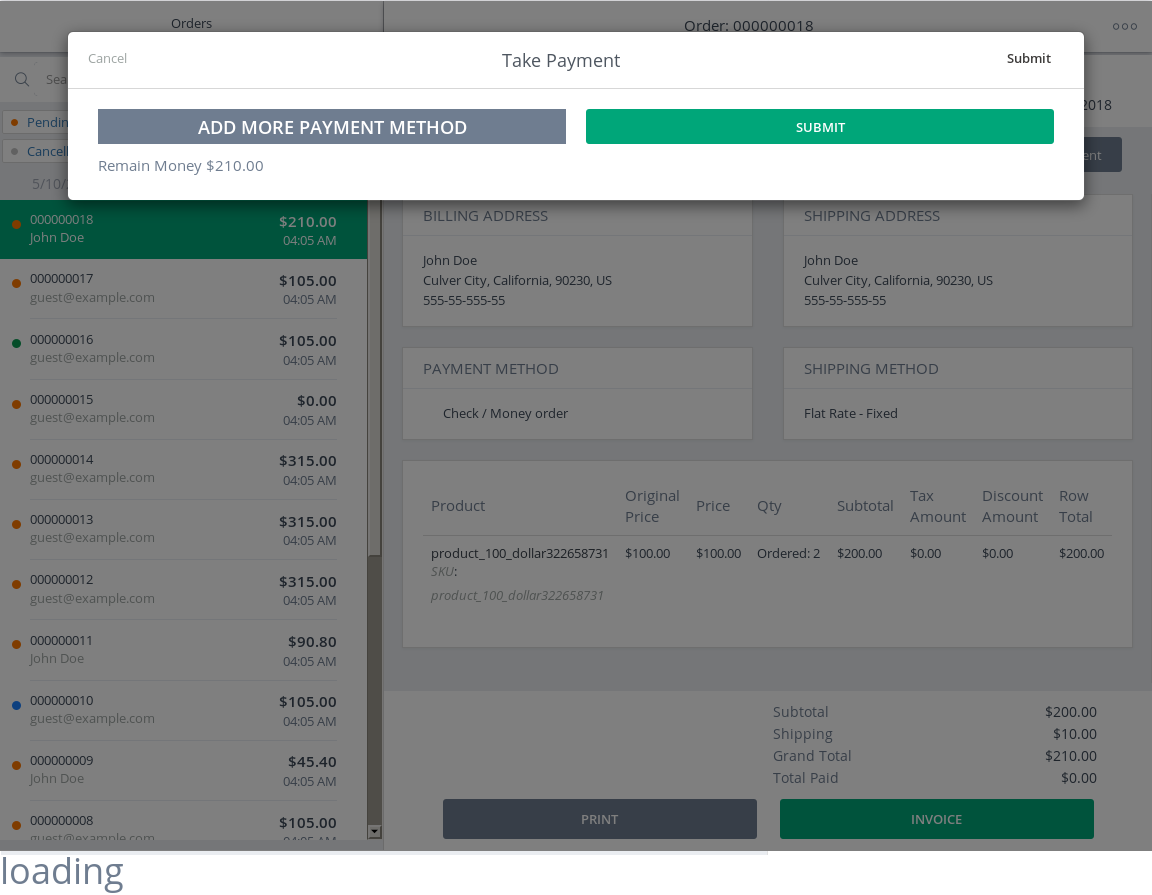 Orders
Order: 000000018
Cancel
Take Payment
Submit
Sea
2018
ADD MORE PAYMENT METHOD
SUBMIT
Pendin
Remain Money $210.00
Cancell
ent
5/10/
000000018
$210.00
John Doe
04:05 AM
000000017
$105.00
guest@example.com
04:05 AM
000000016
$105.00
guest@example.com
04:05 AM
000000015
$0.00
guest@example.com
04:05 AM
000000014
$315.00
guest@example.com
04:05 AM
000000013
$315.00
guest@example.com
04:05 AM
000000012
$315.00
guest@example.com
04:05 AM
000000011
$90.80
John Doe
04:05 AM
000000010
$105.00
guest@example.com
04:05 AM
000000009
$45.40
John Doe
04:05 AM
000000008
$105.00
guest@example.com
04:05 AM
BILLING ADDRESS
John Doe
Culver City, California, 90230, US
555-55-555-55
SHIPPING ADDRESS
John Doe
Culver City, California, 90230, US
555-55-555-55
PAYMENT METHOD
Check / Money order
SHIPPING METHOD
Flat Rate - Fixed
Product Original Price Price Qty Subtotal Tax Amount Discount Amount Row Total
product_100_dollar322658731 $100.00 $100.00 Ordered: 2 $200.00 $0.00 $0.00 $200.00
SKU:
product_100_dollar322658731
Subtotal $200.00
Shipping $10.00
Grand Total $210.00
Total Paid $0.00
PRINT
INVOICE
loading